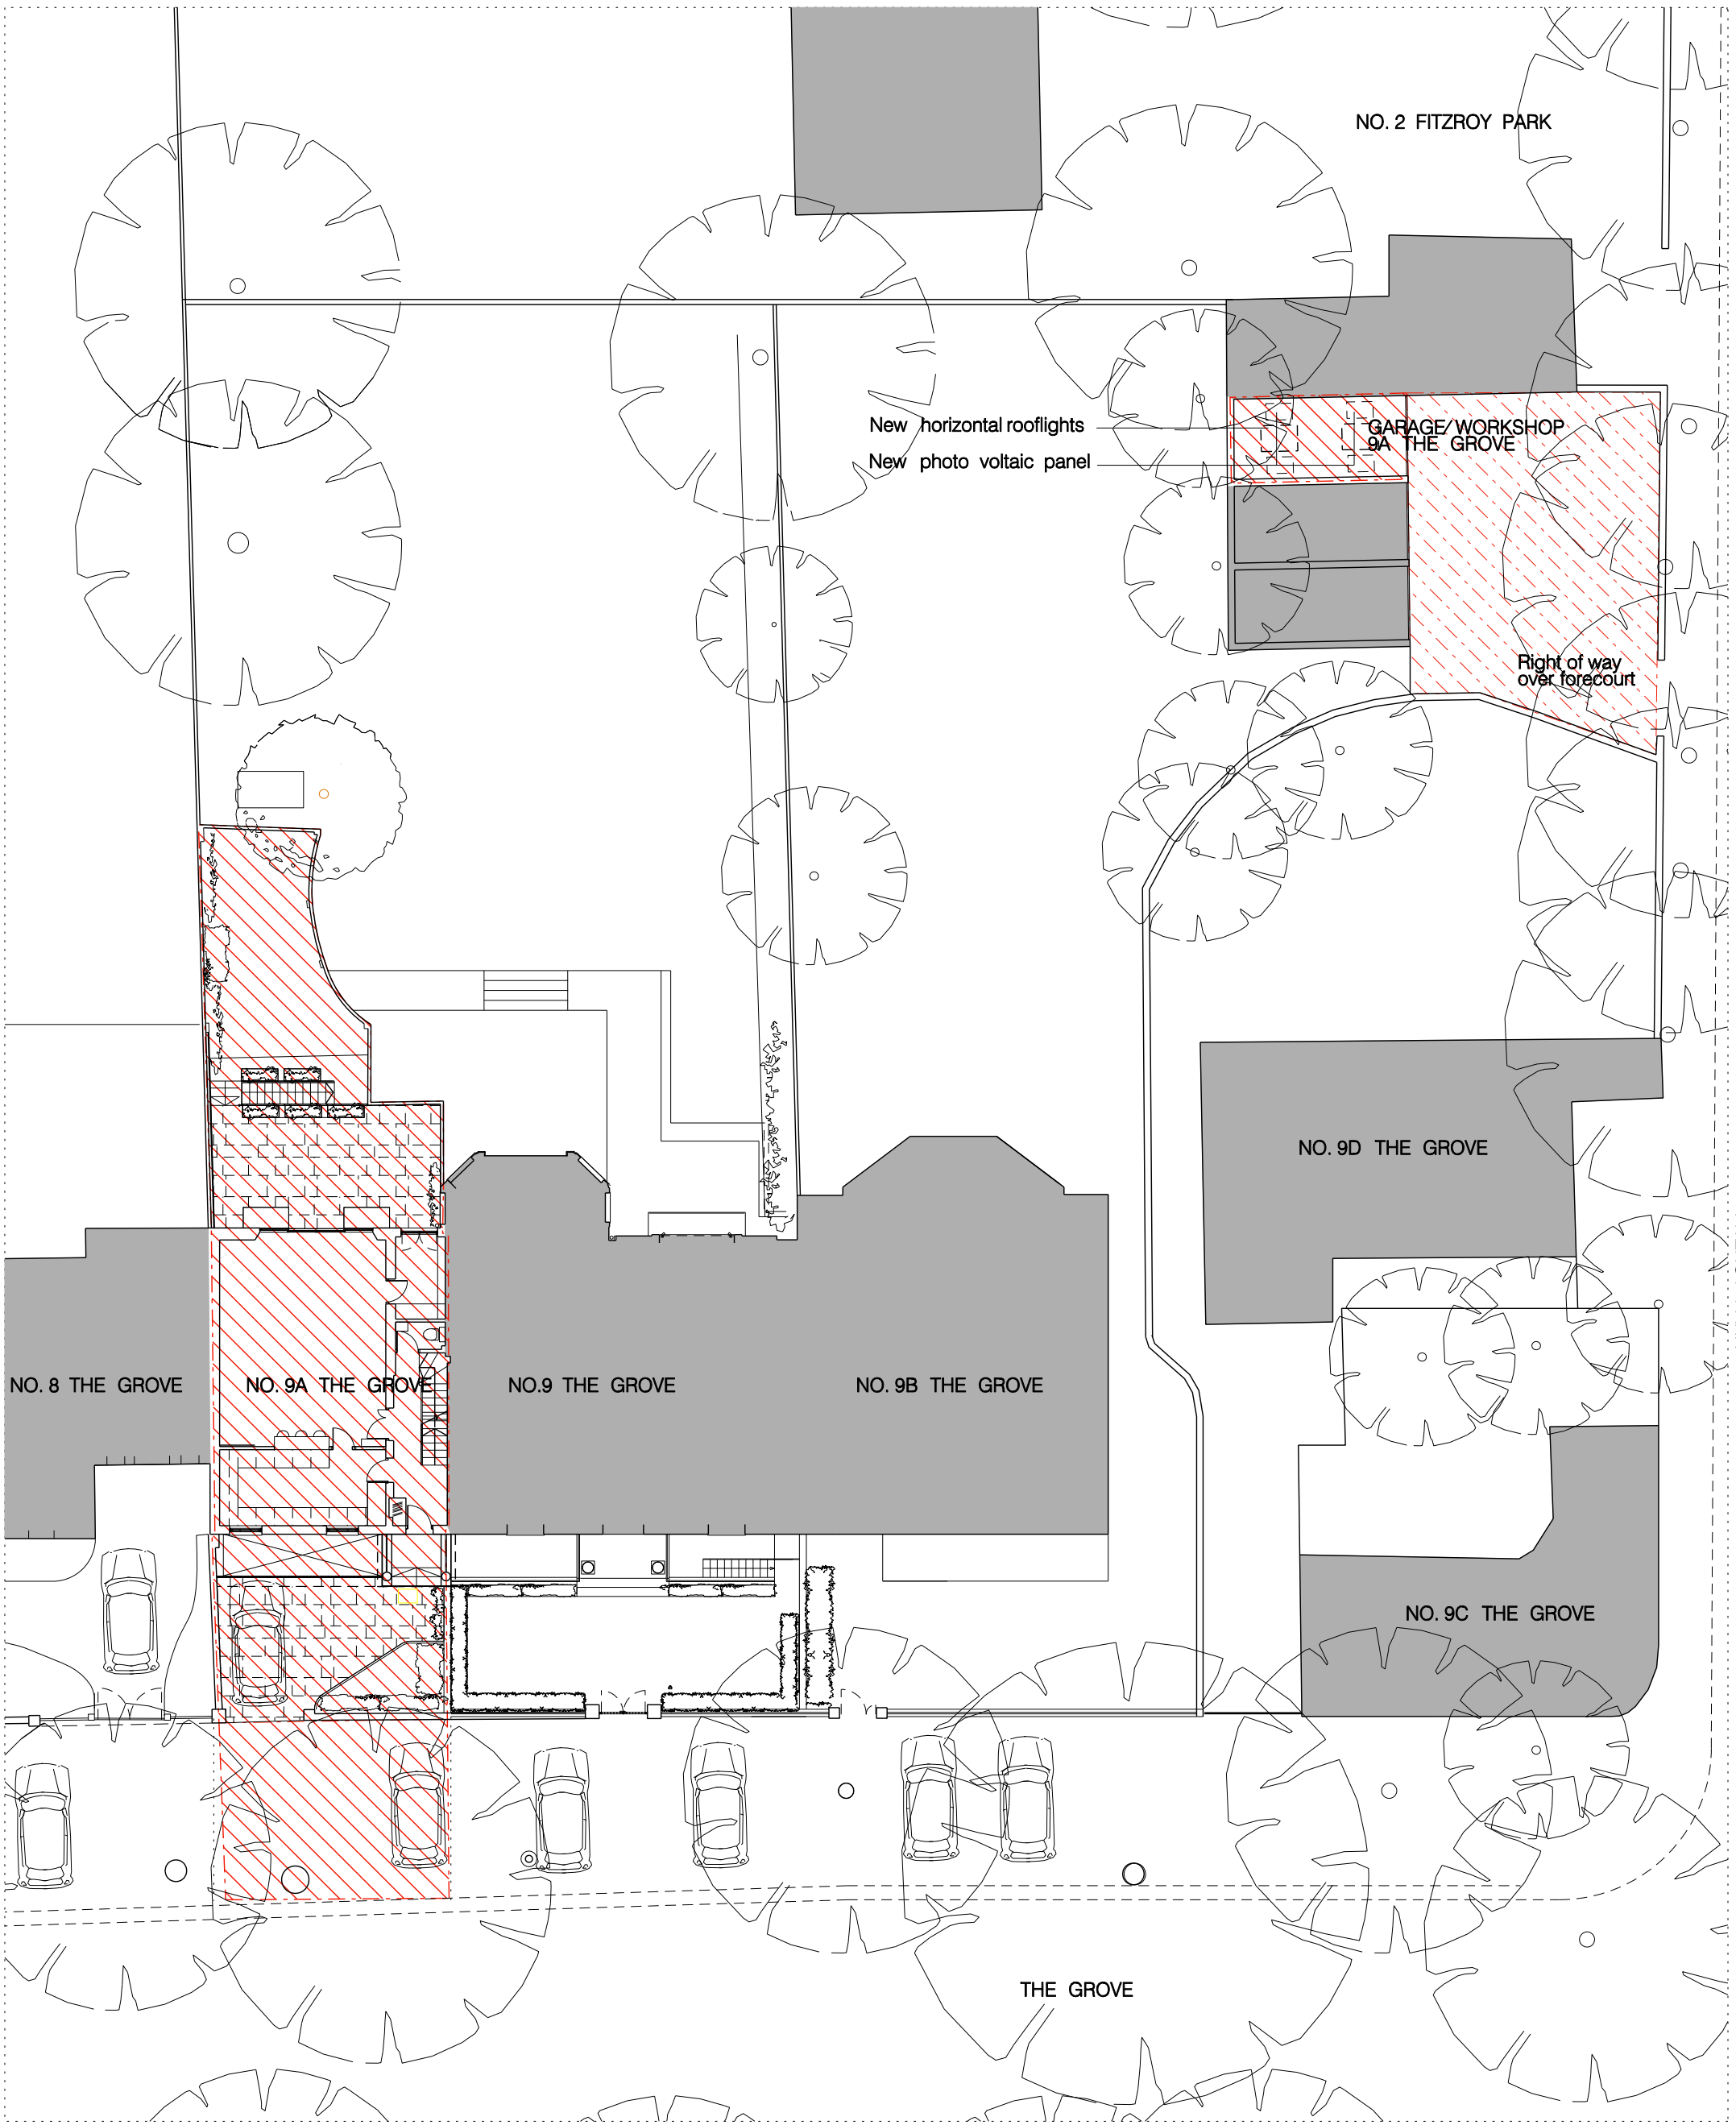 NO. 2 FITZROY PARK
New horizontal rooflights
New photo voltaic panel
GARAGE/WORKSHOP
9A THE GROVE
Right of way
over forecourt
NO. 9D THE GROVE
NO. 8 THE GROVE
NO. 9A THE GROVE
NO.9 THE GROVE
NO. 9B THE GROVE
NO. 9C THE GROVE
THE GROVE